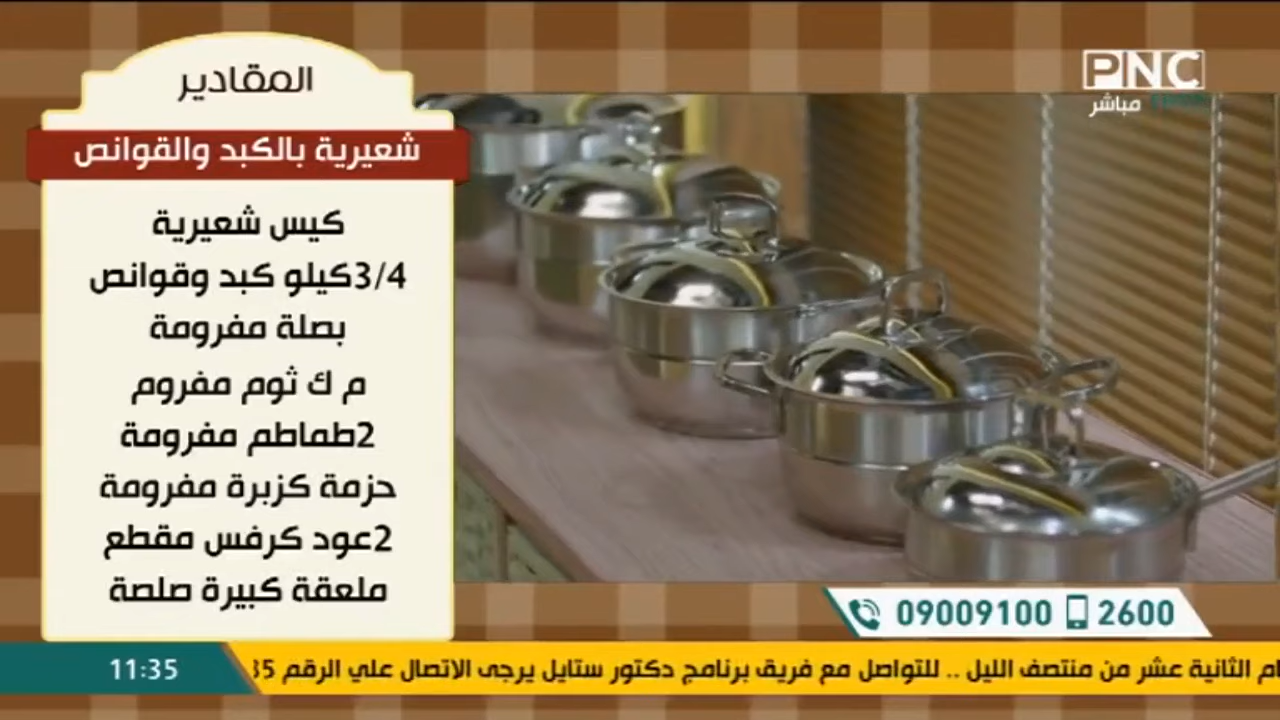 المقادير
شعيرية بالكبد والقوانص
كيس شعيرية
3/4كيلو كبد وقوانص
بصلة مفرومة
م ك ثوم مفروم
2طماطم مفرومة
حزمة كزبرة مفرومة
2عود كرفس مقطع
ملعقة كبيرة صلصة
PNC
مباشر
09009100 2600
ام الثانية عشر من منتصف الليل .. للتواصل مع فريق برنامج دكتور ستايل يرجى الاتصال علي الرقم 35
11:35